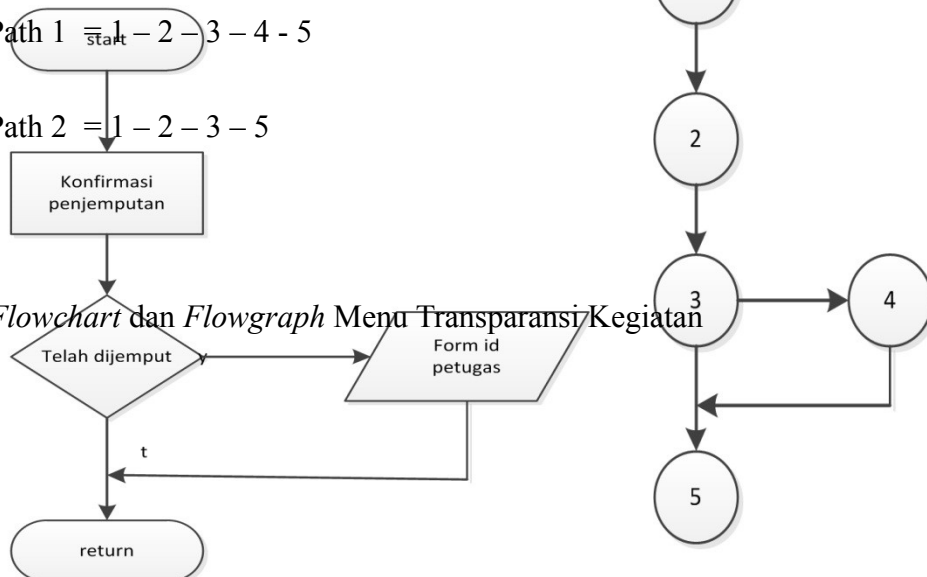 Path 1 = 1 – 2 – 3 – 4 - 5
start
Path 2 = 1 – 2 – 3 – 5
2
Konfirmasi
penjemputan
3
4
Flowchart dan Flowgraph Menu Transparansi Kegiatan
Telah dijemput
y
Form id
petugas
t
5
return